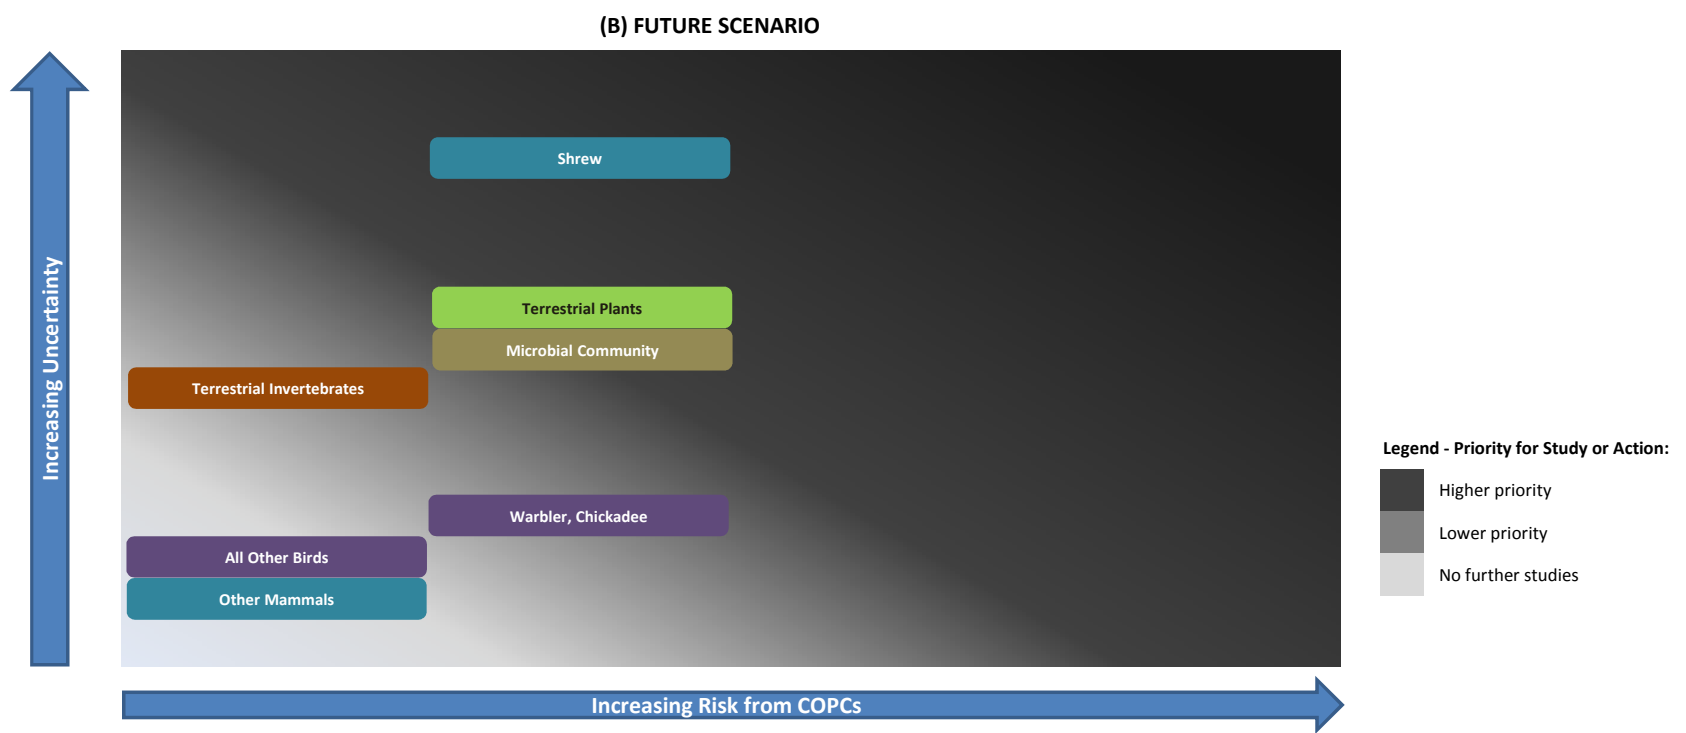 (B) FUTURE SCENARIO
Increasing Uncertainty
Shrew
Terrestrial Plants
Microbial Community
Terrestrial Invertebrates
Warbler, Chickadee
All Other Birds
Other Mammals
Increasing Risk from COPCs
Legend - Priority for Study or Action:
Higher priority
Lower priority
No further studies